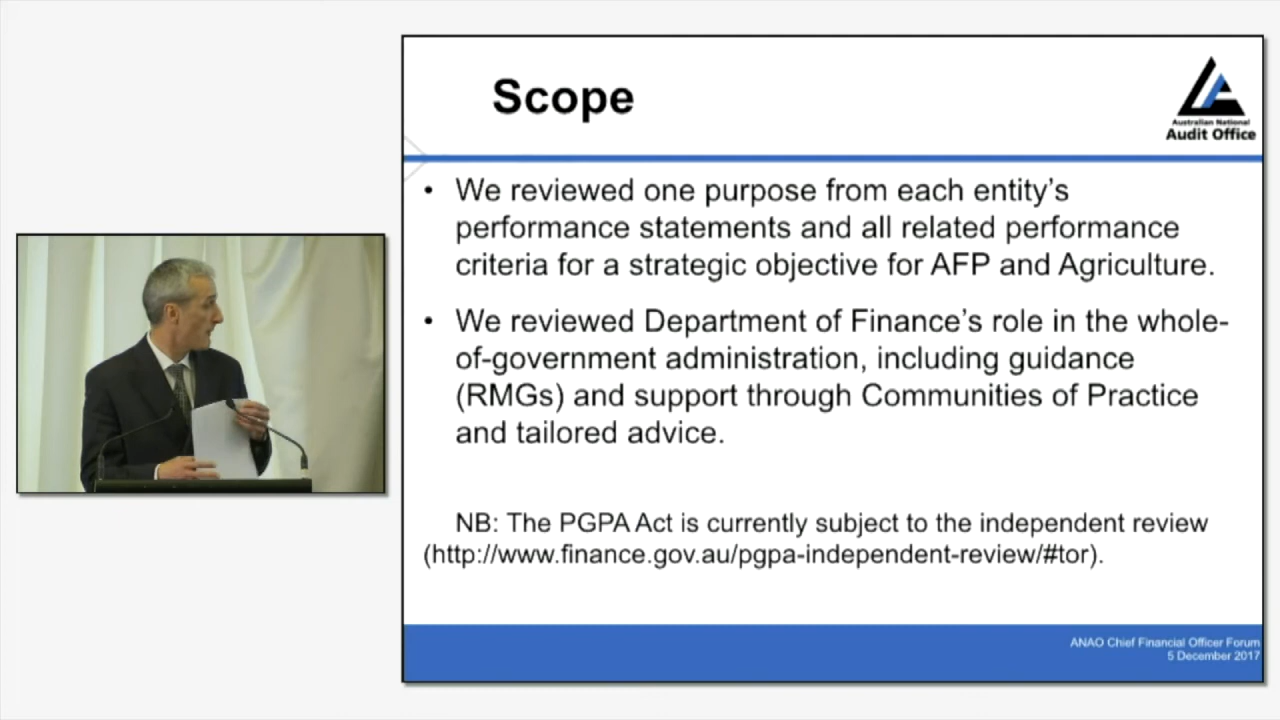 Scope
Australian National
Audit Office
• We reviewed one purpose from each entity’s
performance statements and all related performance
criteria for a strategic objective for AFP and Agriculture.
• We reviewed Department of Finance’s role in the whole-
of-government administration, including guidance
(RMGs) and support through Communities of Practice
and tailored advice.
NB: The PGPA Act is currently subject to the independent review
(http://www.finance.gov.au/pgpa-independent-review/#tor).
ANAO Chief Financial Officer Forum
5 December 2017